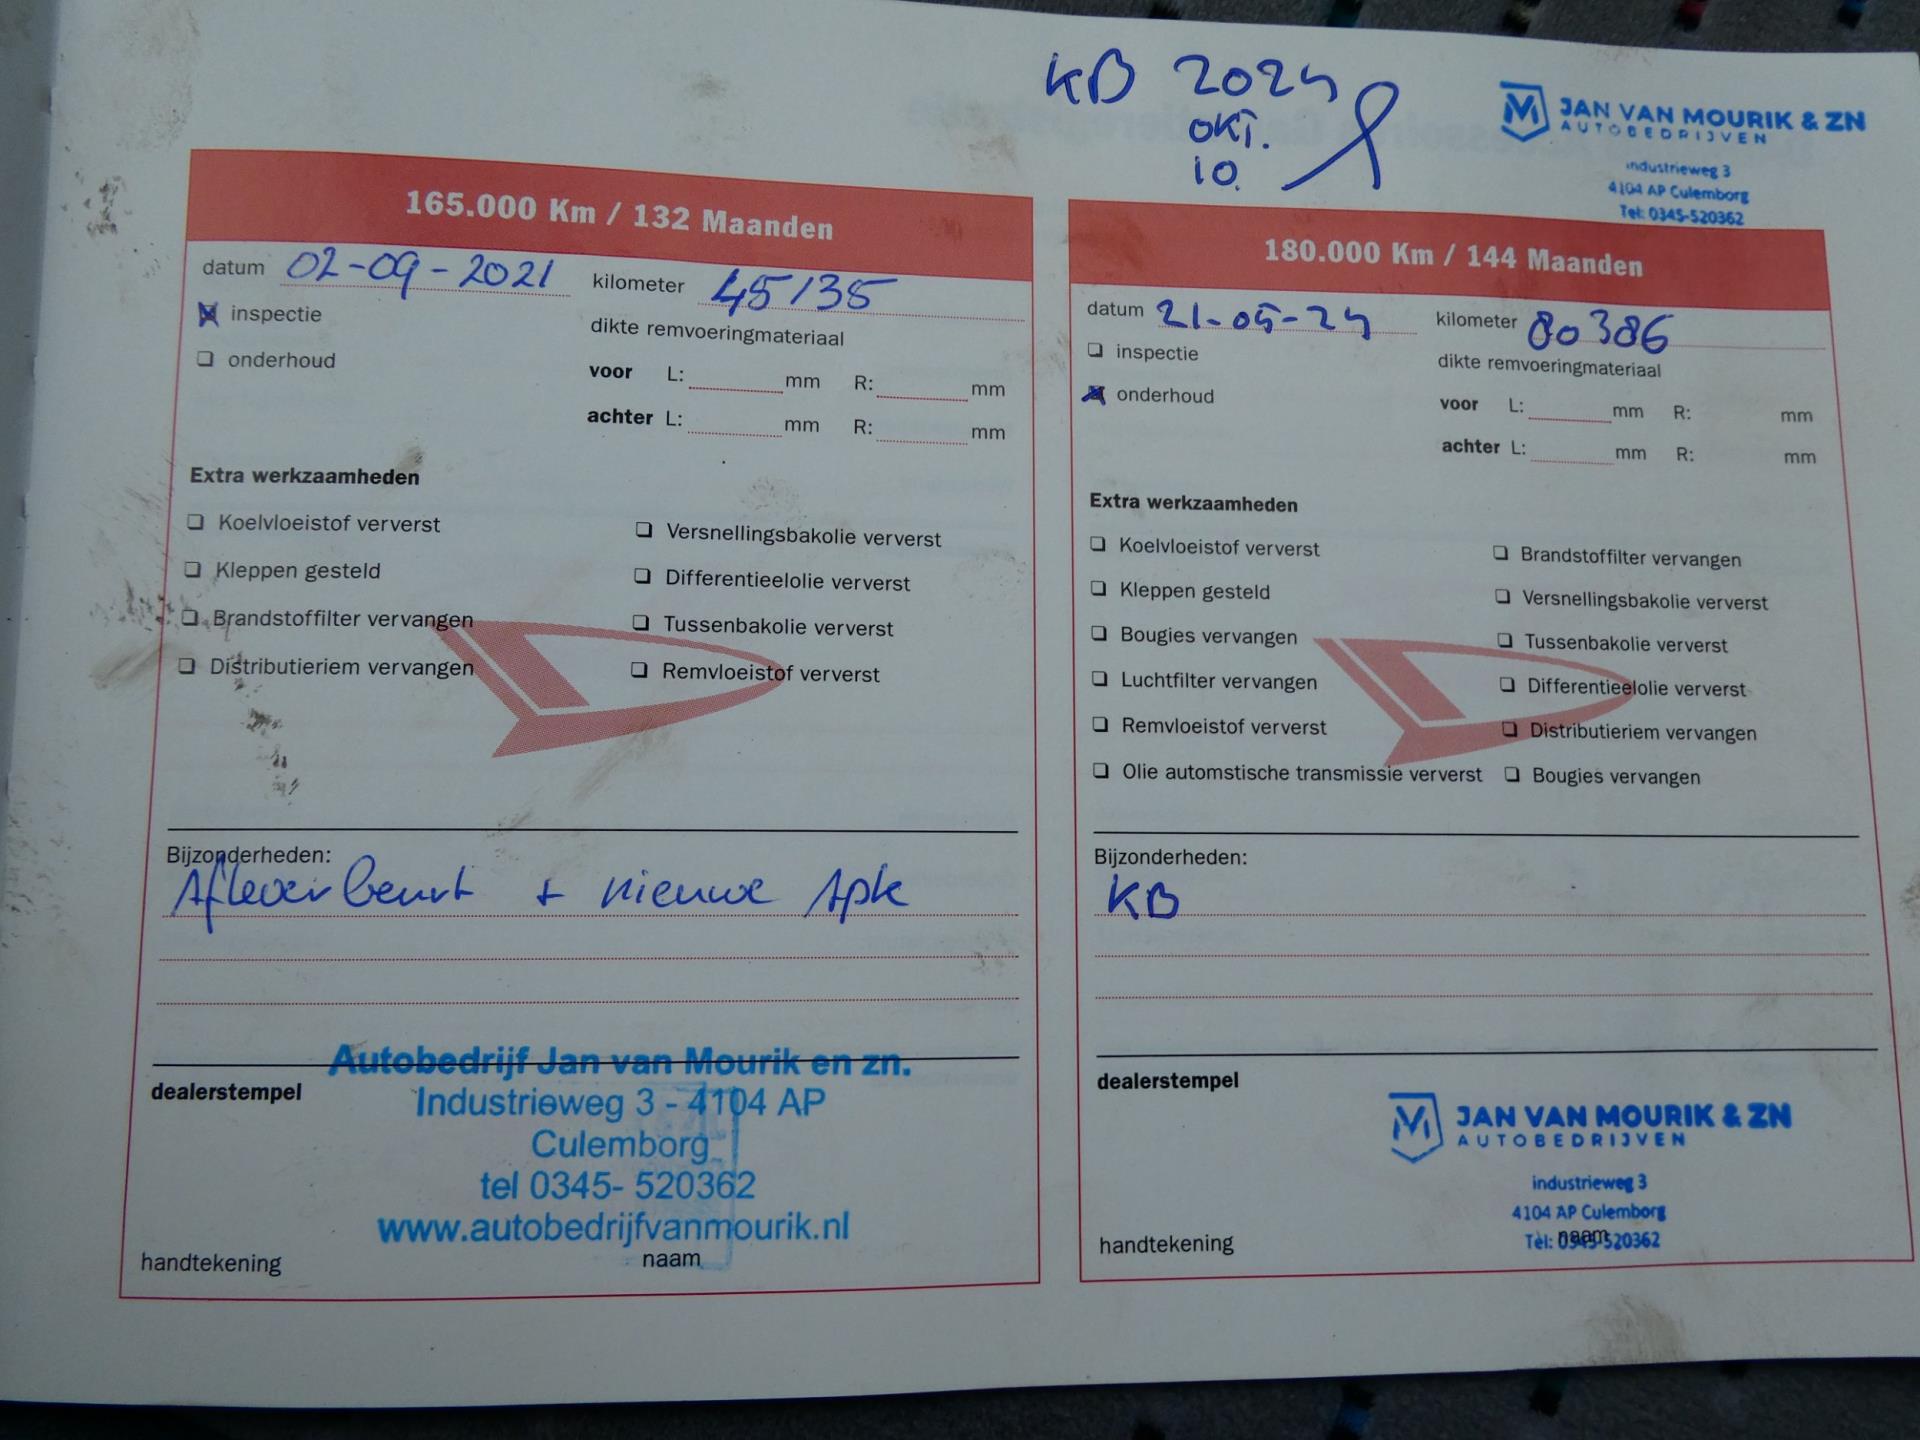 KB 2024
OKT.
10.
JAN VAN MOURIK & ZN
AUTOBEDRIJVEN
industrieweg 3
4104 AP Culemborg
Tel: 0345-520362
165.000 Km / 132 Maanden
datum 02-09-2021 kilometer 45135
inspectie
dikte remvoeringmateriaal
onderhoud
voor L: mm R: mm
achter L: mm R: mm
Extra werkzaamheden
Koelvloeistof ververst
Versnellingsbakolie ververst
Kleppen gesteld
Differentieelolie ververst
Brandstoffilter vervangen
Tussenbakolie ververst
Distributieriem vervangen
Remvloeistof ververst
Bijzonderheden:
Afleverbeurt + nieuwe Apk
dealerstempel
Autobedrijf Jan van Mourik en zn.
Industrieweg 3 - 4104 AP
Culemborg
tel 0345- 520362
www.autobedrijfvanmourik.nl
handtekening naam
180.000 Km / 144 Maanden
datum 21-05-24 kilometer 80386
inspectie
dikte remvoeringmateriaal
onderhoud
voor L: mm R: mm
achter L: mm R: mm
Extra werkzaamheden
Koelvloeistof ververst
Brandstoffilter vervangen
Kleppen gesteld
Versnellingsbakolie ververst
Bougies vervangen
Tussenbakolie ververst
Luchtfilter vervangen
Differentieelolie ververst
Remvloeistof ververst
Distributieriem vervangen
Olie automstische transmissie ververst
Bougies vervangen
Bijzonderheden:
KB
dealerstempel
JAN VAN MOURIK & ZN
AUTOBEDRIJVEN
industrieweg 3
4104 AP Culemborg
Tel: 0345-520362
handtekening naam